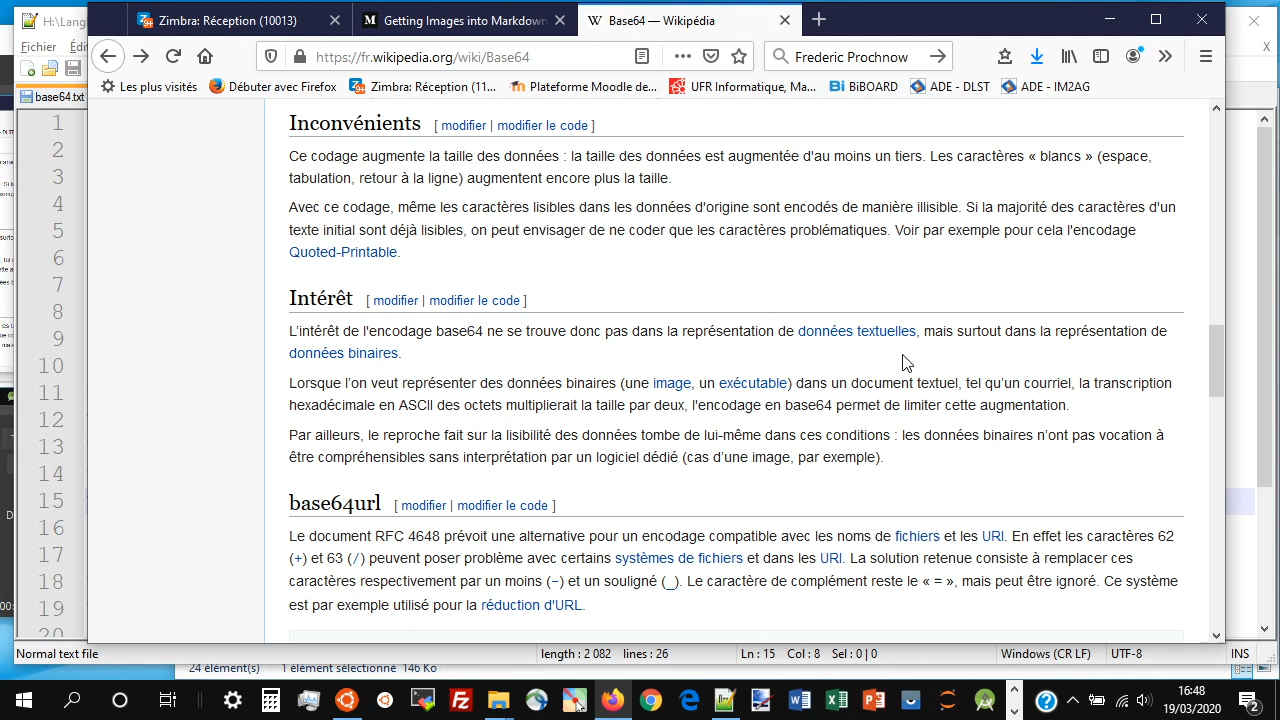 H:\Lang
Zimbra: Réception (10013)
Getting Images into Markdown
Base64 — Wikipédia
Fichier
https://fr.wikipedia.org/wiki/Base64
Frederic Prochnow
Les plus visités
Débuter avec Firefox
Zimbra: Réception (11...
Plateforme Moodle de...
UFR Informatique, Ma...
BiBOARD
ADE - DLST
ADE - IM2AG
base64.txt
1
2
3
4
5
6
7
8
9
10
11
12
13
14
15
16
17
18
19
20
Inconvénients [ modifier | modifier le code ]
Ce codage augmente la taille des données : la taille des données est augmentée d'au moins un tiers. Les caractères « blancs » (espace,
tabulation, retour à la ligne) augmentent encore plus la taille.
Avec ce codage, même les caractères lisibles dans les données d'origine sont encodés de manière illisible. Si la majorité des caractères d'un
texte initial sont déjà lisibles, on peut envisager de ne coder que les caractères problématiques. Voir par exemple pour cela l'encodage
Quoted-Printable.
Intérêt [ modifier | modifier le code ]
L'intérêt de l'encodage base64 ne se trouve donc pas dans la représentation de données textuelles, mais surtout dans la représentation de
données binaires.
Lorsque l'on veut représenter des données binaires (une image, un exécutable) dans un document textuel, tel qu'un courriel, la transcription
hexadécimale en ASCII des octets multiplierait la taille par deux, l'encodage en base64 permet de limiter cette augmentation.
Par ailleurs, le reproche fait sur la lisibilité des données tombe de lui-même dans ces conditions : les données binaires n'ont pas vocation à
être compréhensibles sans interprétation par un logiciel dédié (cas d'une image, par exemple).
base64url [ modifier | modifier le code ]
Le document RFC 4648 prévoit une alternative pour un encodage compatible avec les noms de fichiers et les URI. En effet les caractères 62
(+) et 63 (/) peuvent poser problème avec certains systèmes de fichiers et dans les URI. La solution retenue consiste à remplacer ces
caractères respectivement par un moins (-) et un souligné (_). Le caractère de complément reste le « = », mais peut être ignoré. Ce système
est par exemple utilisé pour la réduction d'URL.
Normal text file
length : 2 082 lines : 26
Ln : 15 Col : 8 Sel : 0 | 0
Windows (CR LF)
UTF-8
INS
24 élément(s)
1 élément sélectionné 146 Ko
16:48
19/03/2020
2